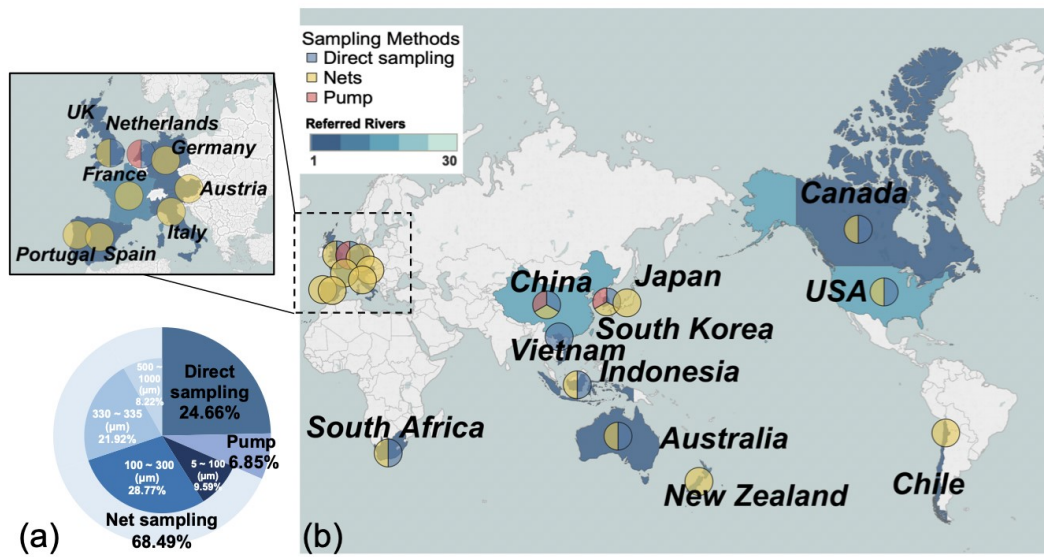 Sampling Methods
Direct sampling
Nets
Pump
Referred Rivers
1 30
UK
Netherlands
Germany
France
Austria
Italy
Portugal Spain
Canada
USA
China
Japan
South Korea
Vietnam
Indonesia
South Africa
Australia
New Zealand
Chile
500 ~
1000
(µm)
8.22%
Direct
sampling
24.66%
330 ~ 335
(µm)
21.92%
Pump
6.85%
5 ~ 100
(µm)
9.59%
100 ~ 300
(µm)
28.77%
Net sampling
68.49%
(a)
(b)